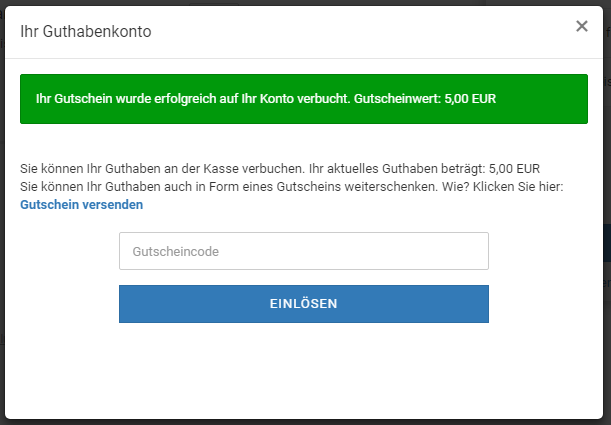 Ihr Guthabenkonto
×
Ihr Gutschein wurde erfolgreich auf Ihr Konto verbucht. Gutscheinwert: 5,00 EUR
Sie können Ihr Guthaben an der Kasse verbuchen. Ihr aktuelles Guthaben beträgt: 5,00 EUR
Sie können Ihr Guthaben auch in Form eines Gutscheins weiterschenken. Wie? Klicken Sie hier:
Gutschein versenden
Gutscheincode
EINLÖSEN